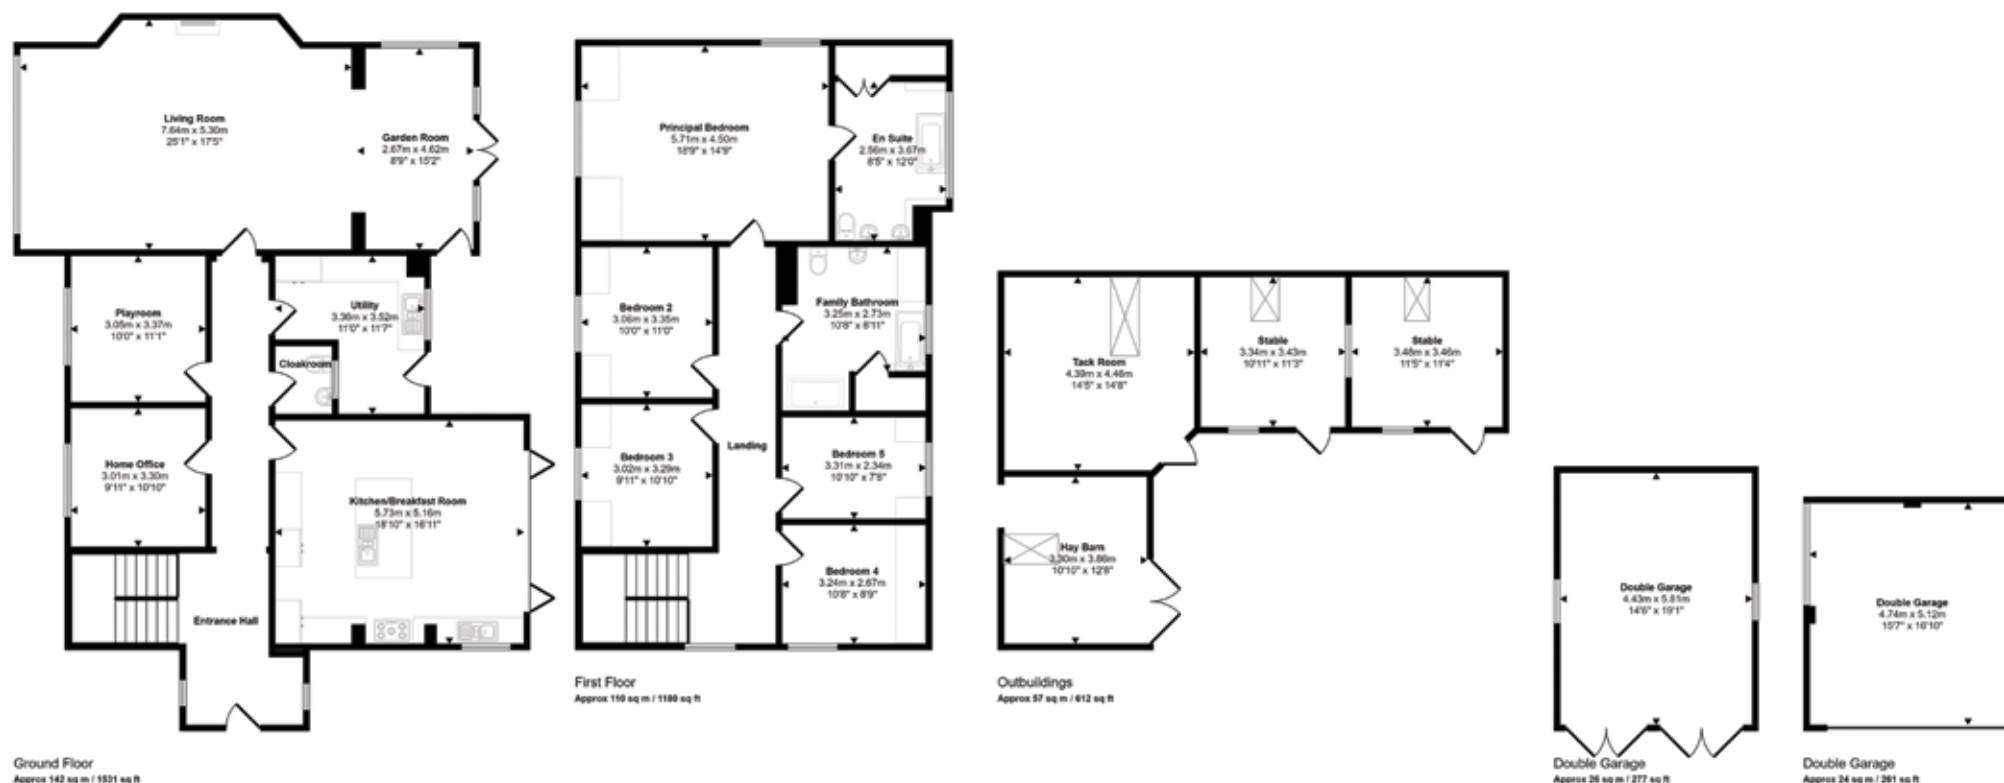 Living Room
7.64m x 5.30m
25'1" x 17'5"
Garden Room
2.67m x 4.62m
8'9" x 15'2"
Playroom
3.05m x 3.37m
10'0" x 11'1"
Utility
3.36m x 3.52m
11'0" x 11'7"
Cloakroom
Home Office
3.01m x 3.30m
9'11" x 10'10"
Kitchen/Breakfast Room
5.73m x 5.16m
18'10" x 16'11"
Entrance Hall
Ground Floor
Approx 142 sq m / 1531 sq ft
Principal Bedroom
5.71m x 4.50m
18'9" x 14'9"
En Suite
2.56m x 3.67m
8'5" x 12'0"
Bedroom 2
3.06m x 3.35m
10'0" x 11'0"
Family Bathroom
3.25m x 2.73m
10'8" x 8'11"
Bedroom 3
3.02m x 3.29m
9'11" x 10'10"
Landing
Bedroom 5
3.31m x 2.34m
10'10" x 7'8"
Bedroom 4
3.24m x 2.67m
10'8" x 8'9"
First Floor
Approx 110 sq m / 1188 sq ft
Tack Room
4.39m x 4.46m
14'5" x 14'8"
Stable
3.34m x 3.43m
10'11" x 11'3"
Stable
3.48m x 3.46m
11'5" x 11'4"
Hay Barn
3.30m x 3.86m
10'10" x 12'8"
Outbuildings
Approx 57 sq m / 612 sq ft
Double Garage
4.43m x 5.81m
14'6" x 19'1"
Double Garage
Approx 26 sq m / 277 sq ft
Double Garage
4.74m x 5.12m
15'7" x 16'10"
Double Garage
Approx 24 sq m / 261 sq ft